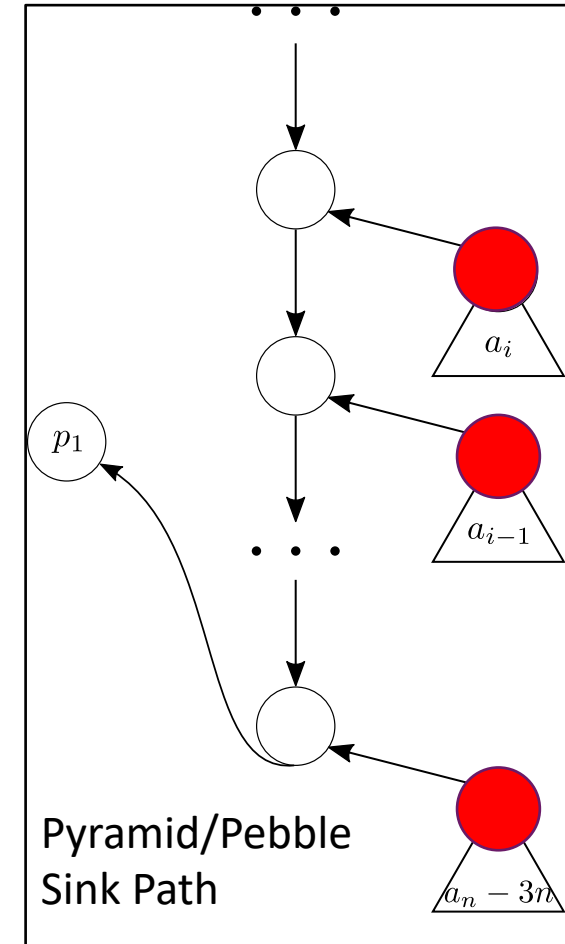 • • •
a_i
p_1
a_{i-1}
• • •
a_n - 3n
Pyramid/Pebble
Sink Path